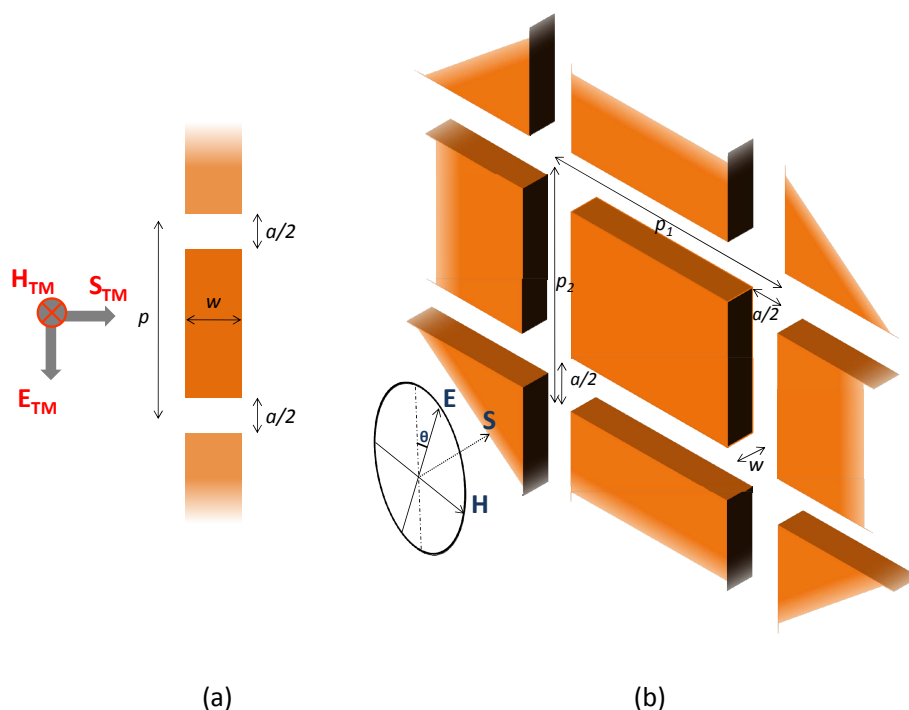 H_TM
S_TM
E_TM
p
w
a/2
a/2
(a)
p_1
p_2
a/2
a/2
w
E
θ
S
H
(b)